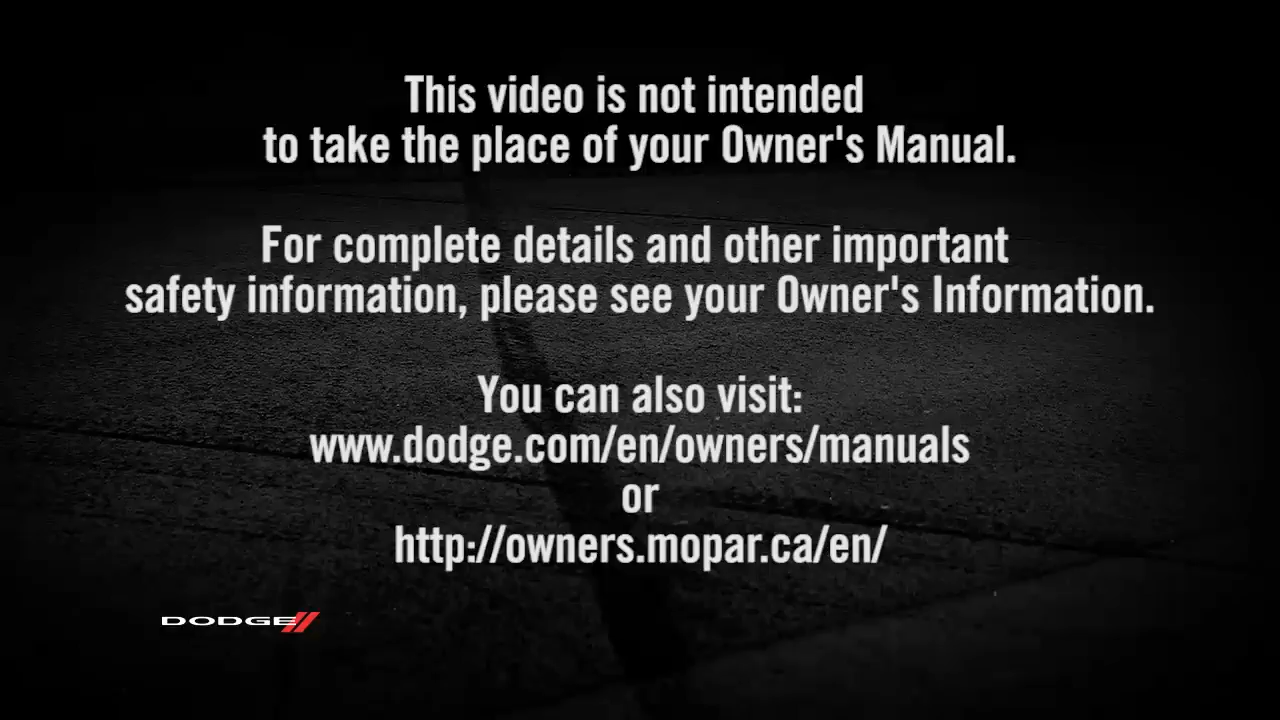 This video is not intended
to take the place of your Owner's Manual.
For complete details and other important
safety information, please see your Owner's Information.
You can also visit:
www.dodge.com/en/owners/manuals
or
http://owners.mopar.ca/en/
DODGE